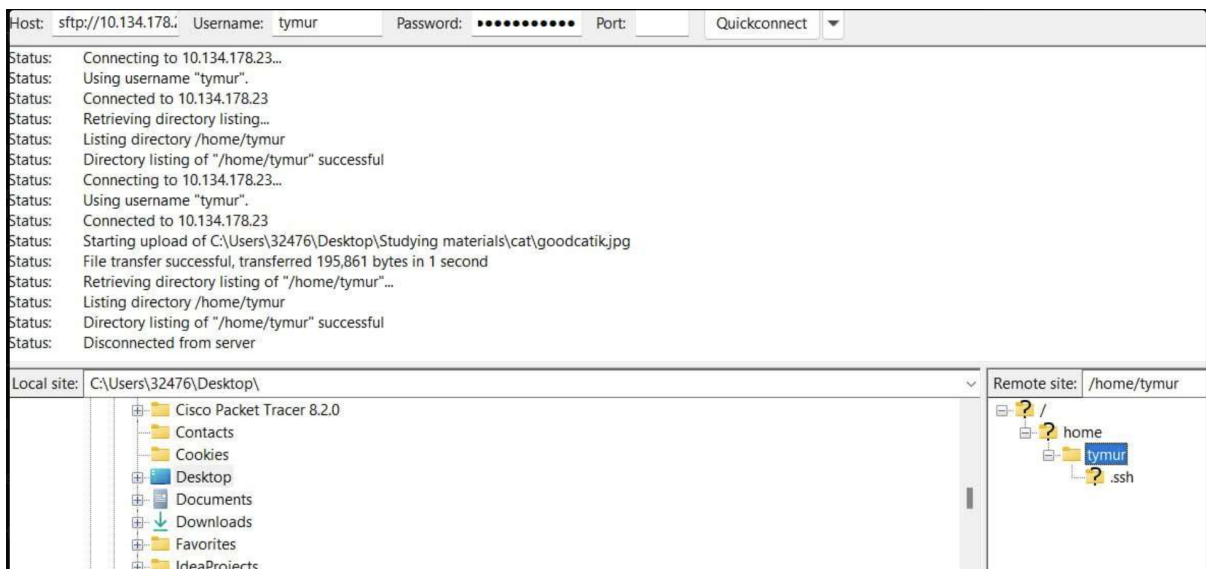 Host: sftp://10.134.178.2 Username: tymur Password: ●●●●●●●●●●● Port: Quickconnect
Status: Connecting to 10.134.178.23...
Status: Using username "tymur".
Status: Connected to 10.134.178.23
Status: Retrieving directory listing...
Status: Listing directory /home/tymur
Status: Directory listing of "/home/tymur" successful
Status: Connecting to 10.134.178.23...
Status: Using username "tymur".
Status: Connected to 10.134.178.23
Status: Starting upload of C:\Users\32476\Desktop\Studying materials\cat\goodcatik.jpg
Status: File transfer successful, transferred 195,861 bytes in 1 second
Status: Retrieving directory listing of "/home/tymur"...
Status: Listing directory /home/tymur
Status: Directory listing of "/home/tymur" successful
Status: Disconnected from server
Local site: C:\Users\32476\Desktop\ Remote site: /home/tymur
Cisco Packet Tracer 8.2.0 /
Contacts home
Cookies tymur
Desktop .ssh
Documents
Downloads
Favorites
IdeaProjects